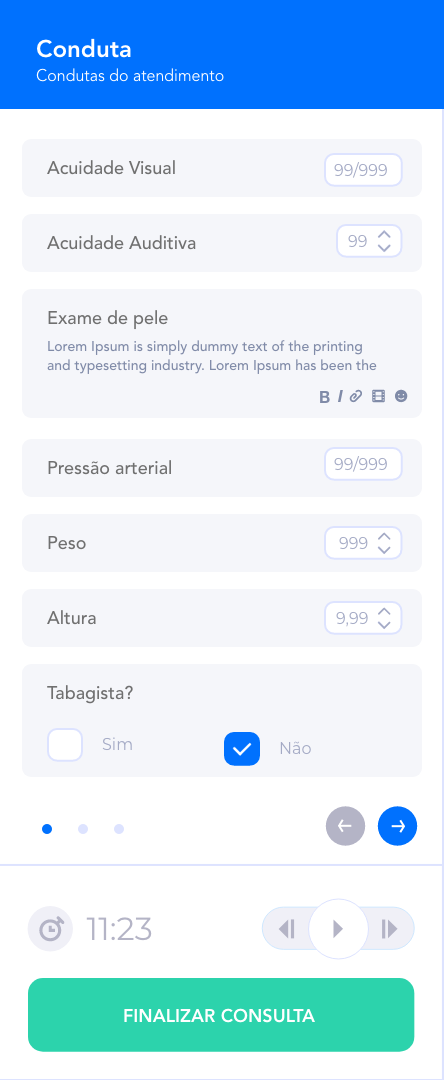 Conduta
Condutas do atendimento
Acuidade Visual
99/999
Acuidade Auditiva
99
Exame de pele
Lorem Ipsum is simply dummy text of the printing
and typesetting industry. Lorem Ipsum has been the
B I
Pressão arterial
99/999
Peso
999
Altura
9,99
Tabagista?
Sim
Não
11:23
FINALIZAR CONSULTA